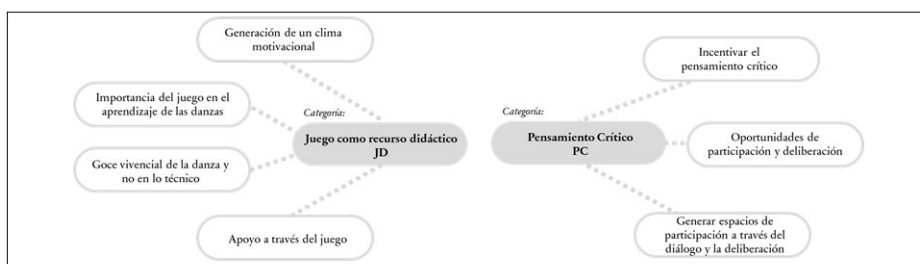 Generación de un clima
motivacional
Importancia del juego en el
aprendizaje de las danzas
Categoría:
Juego como recurso didáctico
JD
Goce vivencial de la danza y
no en lo técnico
Apoyo a través del juego
Incentivar el
pensamiento crítico
Categoría:
Pensamiento Crítico
PC
Oportunidades de
participación y deliberación
Generar espacios de
participación a través del
diálogo y la deliberación